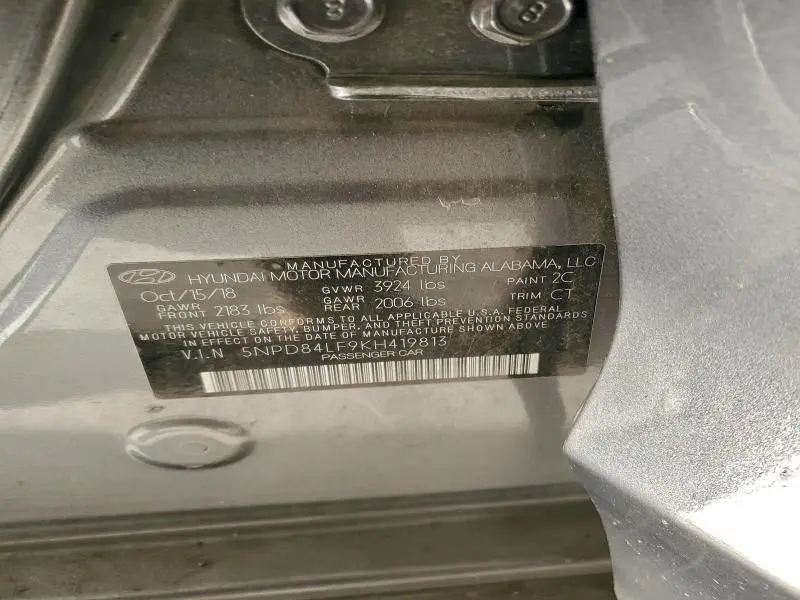 8
8
MANUFACTURED BY
HYUNDAI MOTOR MANUFACTURING ALABAMA, LLC
Oct/15/18 GVWR 3924 lbs PAINT 2C
GAWR FRONT 2183 lbs GAWR REAR 2006 lbs TRIM CT
THIS VEHICLE CONFORMS TO ALL APPLICABLE U.S.A. FEDERAL
MOTOR VEHICLE SAFETY, BUMPER, AND THEFT PREVENTION STANDARDS
IN EFFECT ON THE DATE OF MANUFACTURE SHOWN ABOVE.
V.I.N 5NPD84LF9KH419813
PASSENGER CAR